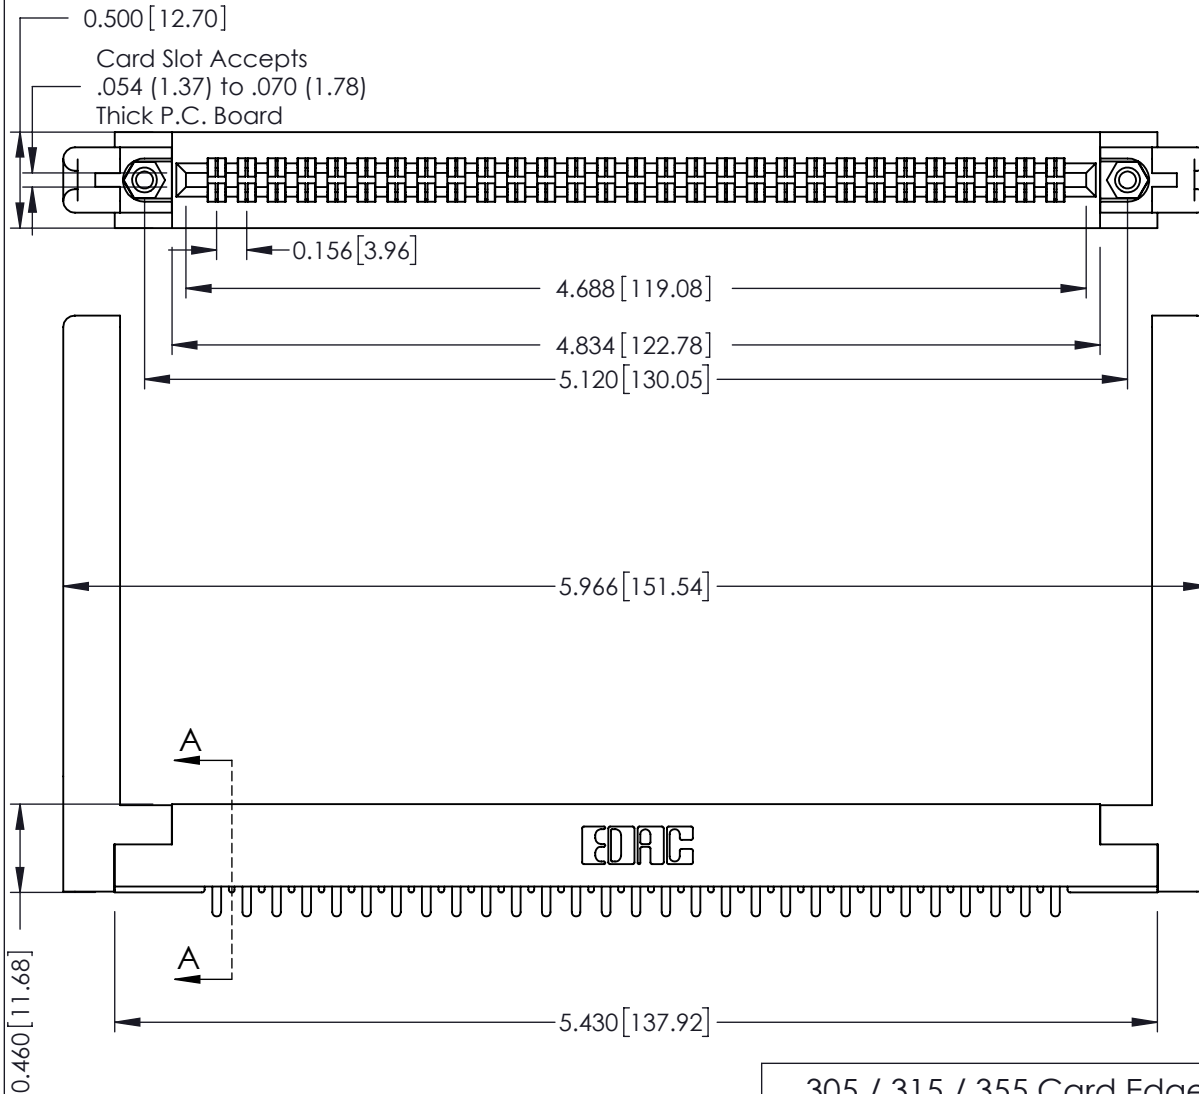 0.500 [12.70]
Card Slot Accepts
.054 (1.37) to .070 (1.78)
Thick P.C. Board
0.156 [3.96]
4.688 [119.08]
4.834 [122.78]
5.120 [130.05]
5.966 [151.54]
A
EDAC
A
0.460 [11.68]
5.430 [137.92]
305 / 315 / 355 Card Edge